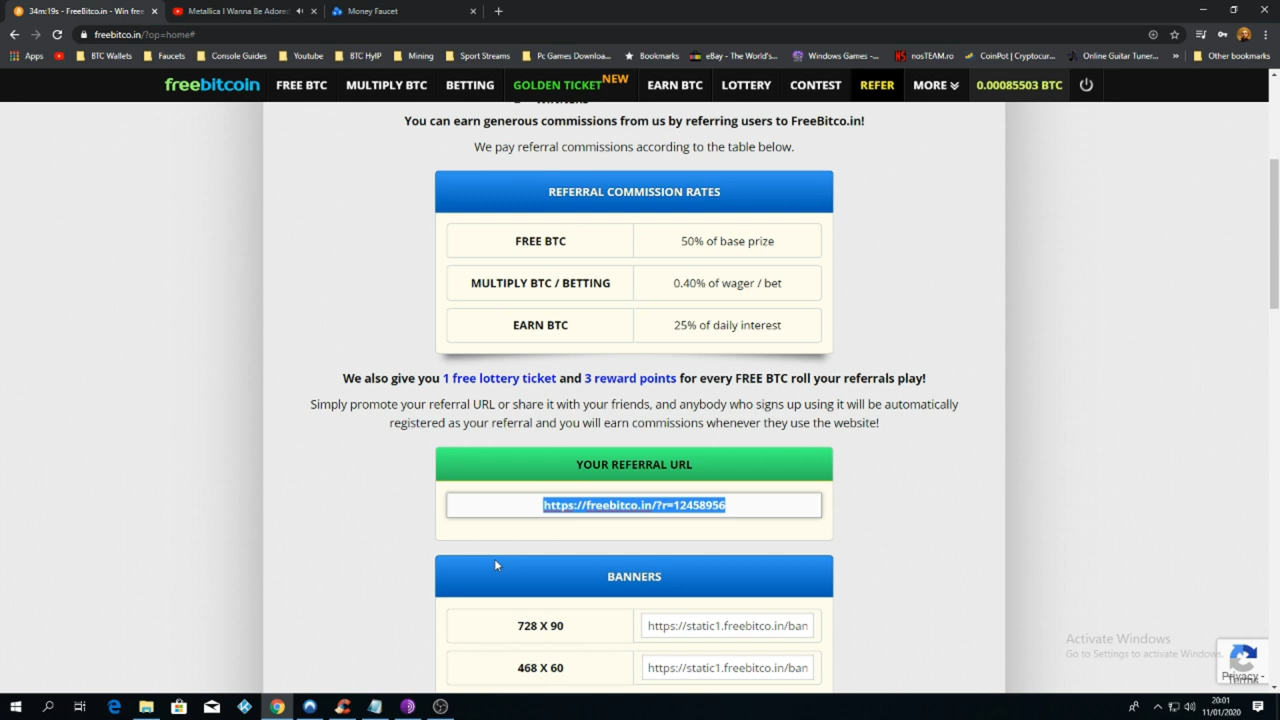 34m:19s - FreeBitco.in - Win free
Metallica I Wanna Be Adored
Money Faucet
freebitco.in/?op=home#
Apps
BTC Wallets
Faucets
Console Guides
Youtube
BTC HyIP
Mining
Sport Streams
Pc Games Downloa...
Bookmarks
eBay - The World's...
Windows Games -...
nosTEAM.ro
CoinPot | Cryptocur...
Online Guitar Tuner...
Other bookmarks
freebitcoin
FREE BTC
MULTIPLY BTC
BETTING
GOLDEN TICKET NEW
EARN BTC
LOTTERY
CONTEST
REFER
MORE
0.00085503 BTC
You can earn generous commissions from us by referring users to FreeBitco.in!
We pay referral commissions according to the table below.
REFERRAL COMMISSION RATES
FREE BTC 50% of base prize
MULTIPLY BTC / BETTING 0.40% of wager / bet
EARN BTC 25% of daily interest
We also give you 1 free lottery ticket and 3 reward points for every FREE BTC roll your referrals play!
Simply promote your referral URL or share it with your friends, and anybody who signs up using it will be automatically
registered as your referral and you will earn commissions whenever they use the website!
YOUR REFERRAL URL
https://freebitco.in/?r=12458956
BANNERS
728 X 90 https://static1.freebitco.in/ban
468 X 60 https://static1.freebitco.in/ban
Activate Windows
Go to Settings to activate Windows.
Privacy - Terms
20:01
11/01/2020